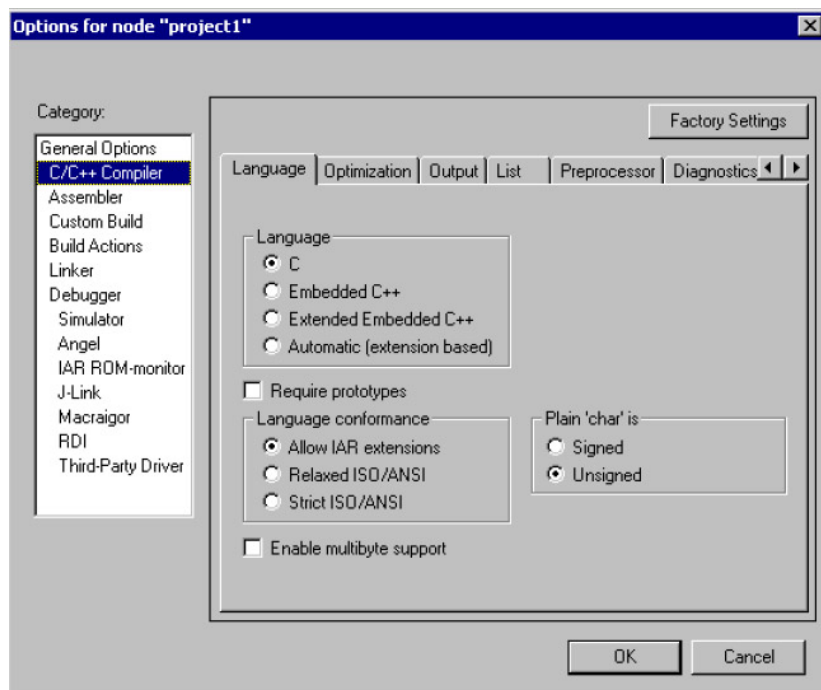 Options for node "project1"
Category:
General Options
C/C++ Compiler
Assembler
Custom Build
Build Actions
Linker
Debugger
Simulator
Angel
IAR ROM-monitor
J-Link
Macraigor
RDI
Third-Party Driver
Factory Settings
Language Optimization Output List Preprocessor Diagnostics
Language
C
Embedded C++
Extended Embedded C++
Automatic (extension based)
Require prototypes
Language conformance
Allow IAR extensions
Relaxed ISO/ANSI
Strict ISO/ANSI
Plain 'char' is
Signed
Unsigned
Enable multibyte support
OK Cancel